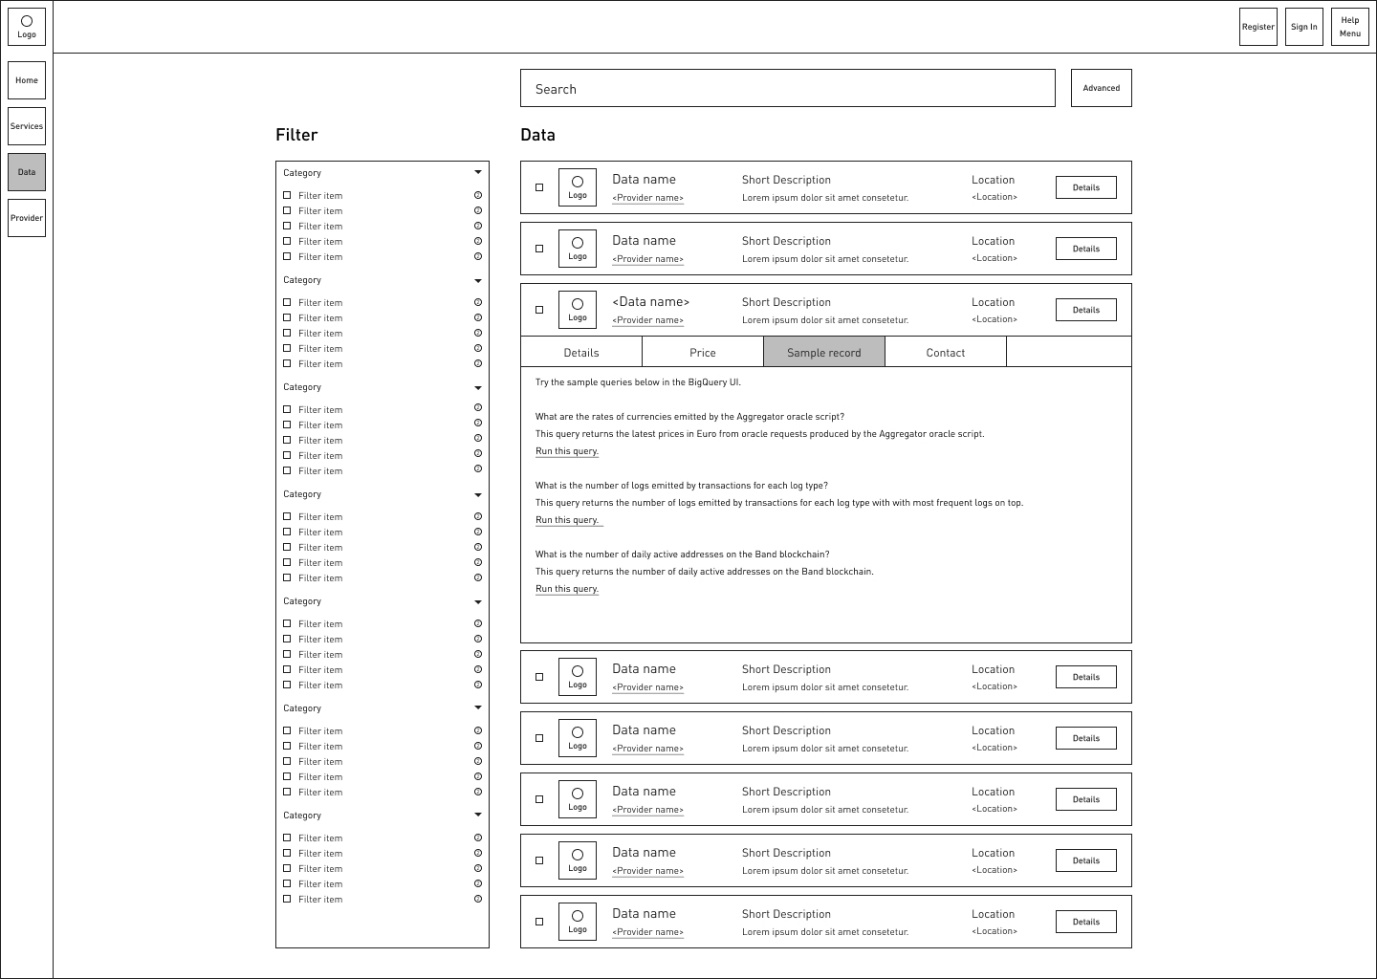 Logo
Register
Sign In
Help
Menu
Home
Services
Data
Provider
Search
Advanced
Filter
Category
Filter item
Filter item
Filter item
Filter item
Filter item
Category
Filter item
Filter item
Filter item
Filter item
Filter item
Category
Filter item
Filter item
Filter item
Filter item
Filter item
Category
Filter item
Filter item
Filter item
Filter item
Filter item
Category
Filter item
Filter item
Filter item
Filter item
Filter item
Category
Filter item
Filter item
Filter item
Filter item
Filter item
Category
Filter item
Filter item
Filter item
Filter item
Filter item
Data
Logo
Data name Short Description Location
<Provider name> Lorem ipsum dolor sit amet consetetur. <Location>
Details
Logo
Data name Short Description Location
<Provider name> Lorem ipsum dolor sit amet consetetur. <Location>
Details
Logo
<Data name> Short Description Location
<Provider name> Lorem ipsum dolor sit amet consetetur. <Location>
Details
Details Price Sample record Contact
Try the sample queries below in the BigQuery UI.
What are the rates of currencies emitted by the Aggregator oracle script?
This query returns the latest prices in Euro from oracle requests produced by the Aggregator oracle script.
Run this query.
What is the number of logs emitted by transactions for each log type?
This query returns the number of logs emitted by transactions for each log type with with most frequent logs on top.
Run this query.
What is the number of daily active addresses on the Band blockchain?
This query returns the number of daily active addresses on the Band blockchain.
Run this query.
Logo
Data name Short Description Location
<Provider name> Lorem ipsum dolor sit amet consetetur. <Location>
Details
Logo
Data name Short Description Location
<Provider name> Lorem ipsum dolor sit amet consetetur. <Location>
Details
Logo
Data name Short Description Location
<Provider name> Lorem ipsum dolor sit amet consetetur. <Location>
Details
Logo
Data name Short Description Location
<Provider name> Lorem ipsum dolor sit amet consetetur. <Location>
Details
Logo
Data name Short Description Location
<Provider name> Lorem ipsum dolor sit amet consetetur. <Location>
Details